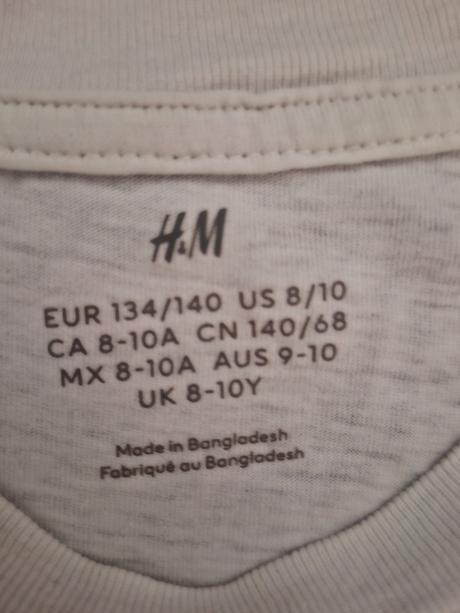 H&M
EUR 134/140 US 8/10
CA 8-10A CN 140/68
MX 8-10A AUS 9-10
UK 8-10Y
Made in Bangladesh
Fabriqué au Bangladesh